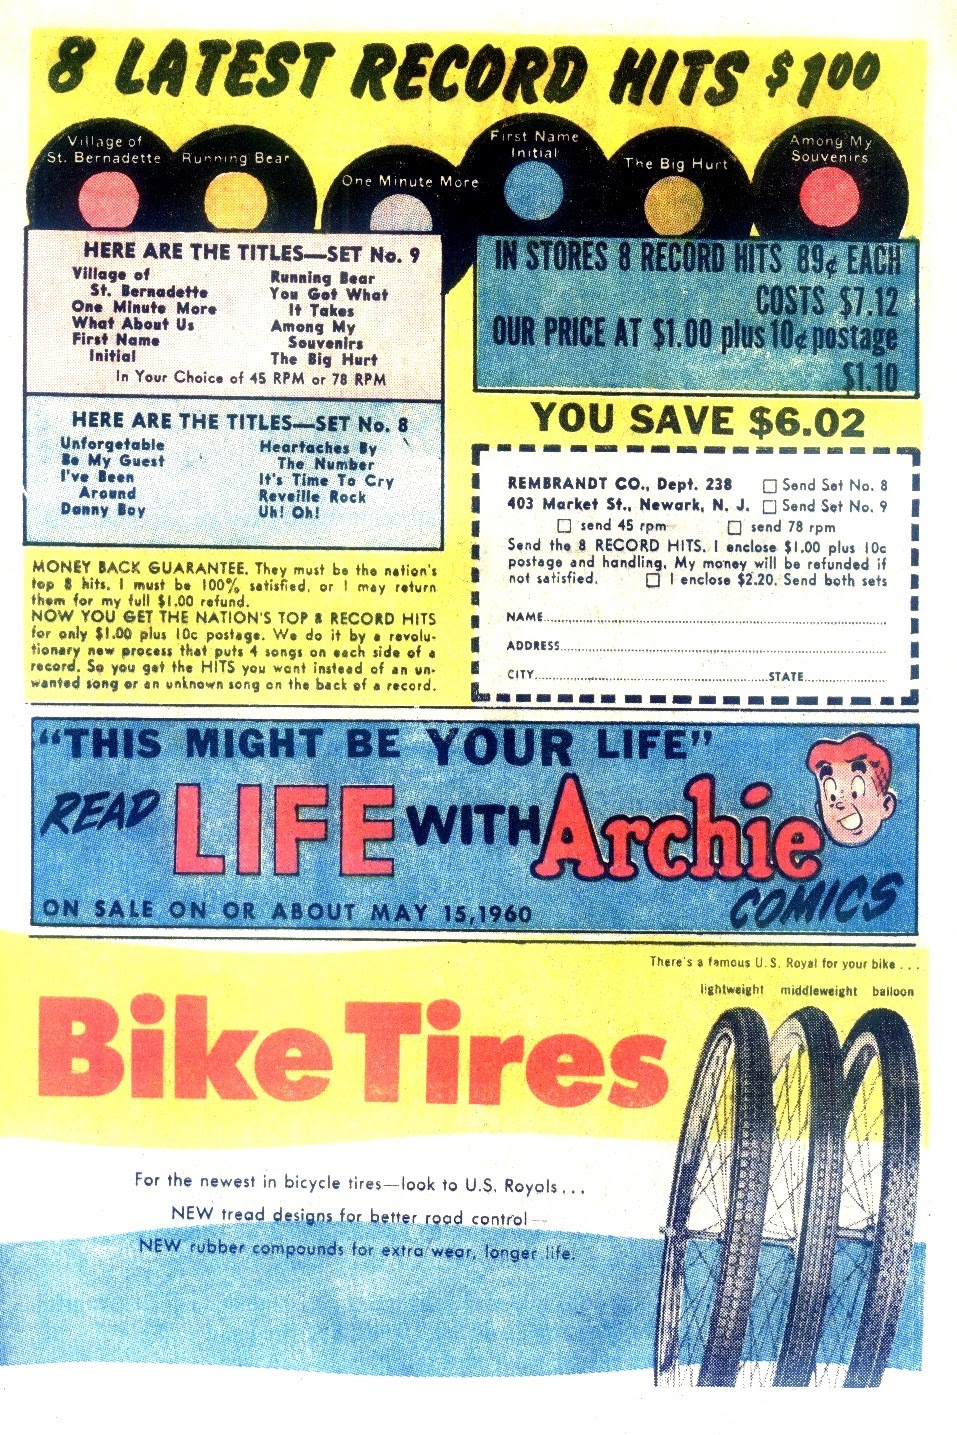 8 LATEST RECORD HITS $100
Village of
St. Bernadette
Running Bear
One Minute More
First Name
Initial
The Big Hurt
Among My
Souvenirs
HERE ARE THE TITLES—SET No. 9
Village of
St. Bernadette
One Minute More
What About Us
First Name
Initial
Running Bear
You Got What
It Takes
Among My
Souvenirs
The Big Hurt
In Your Choice of 45 RPM or 78 RPM
HERE ARE THE TITLES—SET No. 8
Unforgetable
Be My Guest
I've Been
Around
Danny Boy
Heartaches By
The Number
It's Time To Cry
Reveille Rock
Uh! Oh!
MONEY BACK GUARANTEE. They must be the nation's
top 8 hits. I must be 100% satisfied, or I may return
them for my full $1.00 refund.
NOW YOU GET THE NATION'S TOP 8 RECORD HITS
for only $1.00 plus 10c postage. We do it by a revolu-
tionary new process that puts 4 songs on each side of a
record. So you get the HITS you want instead of an un-
wanted song or an unknown song on the back of a record.
IN STORES 8 RECORD HITS 89¢ EACH
COSTS $7.12
OUR PRICE AT $1.00 plus 10¢ postage
$1.10
YOU SAVE $6.02
REMBRANDT CO., Dept. 238 Send Set No. 8
403 Market St., Newark, N. J. Send Set No. 9
send 45 rpm send 78 rpm
Send the 8 RECORD HITS. I enclose $1.00 plus 10c
postage and handling. My money will be refunded if
not satisfied. I enclose $2.20. Send both sets
NAME
ADDRESS
CITY STATE
"THIS MIGHT BE YOUR LIFE"
READ LIFE WITH Archie
COMICS
ON SALE ON OR ABOUT MAY 15, 1960
There's a famous U.S. Royal for your bike . . .
lightweight middleweight balloon
Bike Tires
For the newest in bicycle tires—look to U.S. Royals . . .
NEW tread designs for better road control—
NEW rubber compounds for extra wear, longer life.